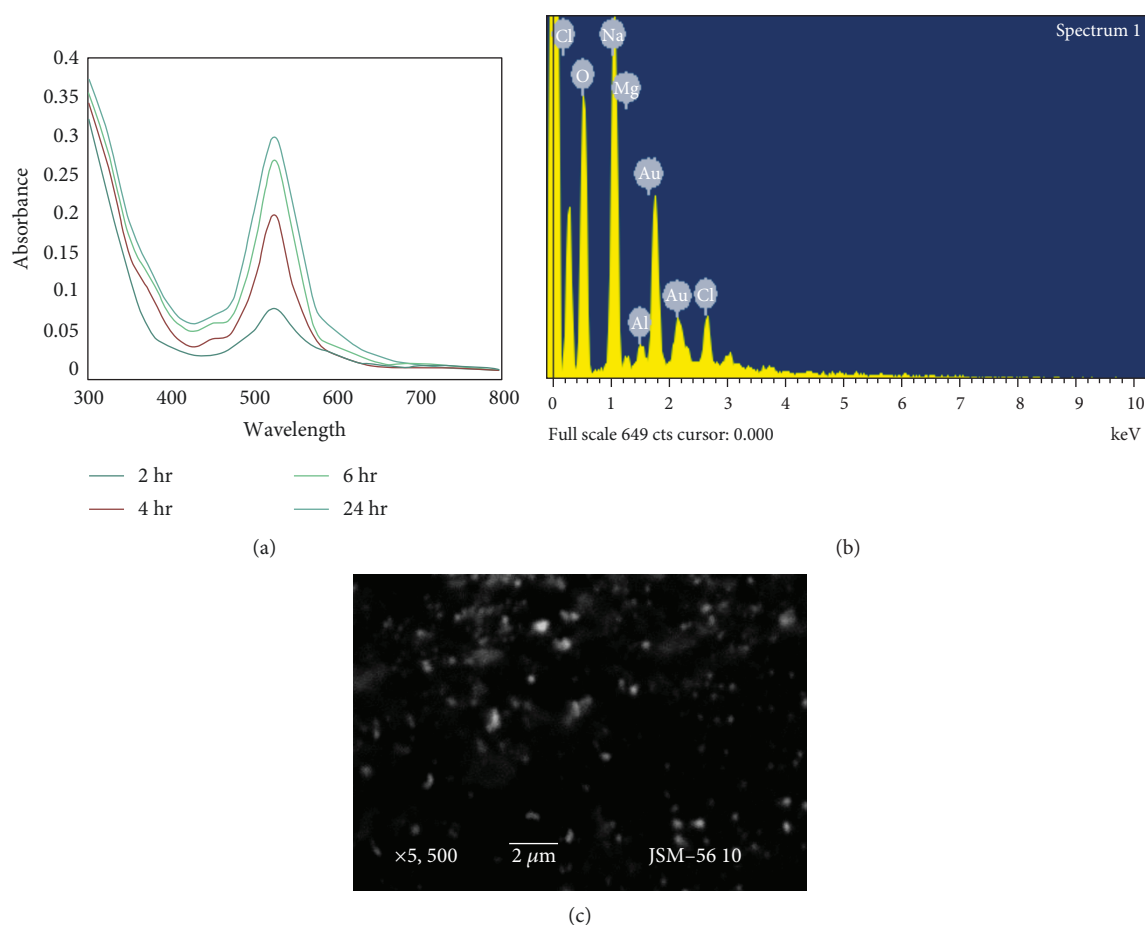 0.4
0.35
0.3
0.25
0.2
0.15
0.1
0.05
0
Absorbance
300 400 500 600 700 800
Wavelength
2 hr 6 hr
4 hr 24 hr
(a)
Spectrum 1
Cl Na
O
Mg
Au
Au Cl
Al
0 1 2 3 4 5 6 7 8 9 10
Full scale 649 cts cursor: 0.000 keV
(b)
×5, 500 2 μm JSM–56 10
(c)